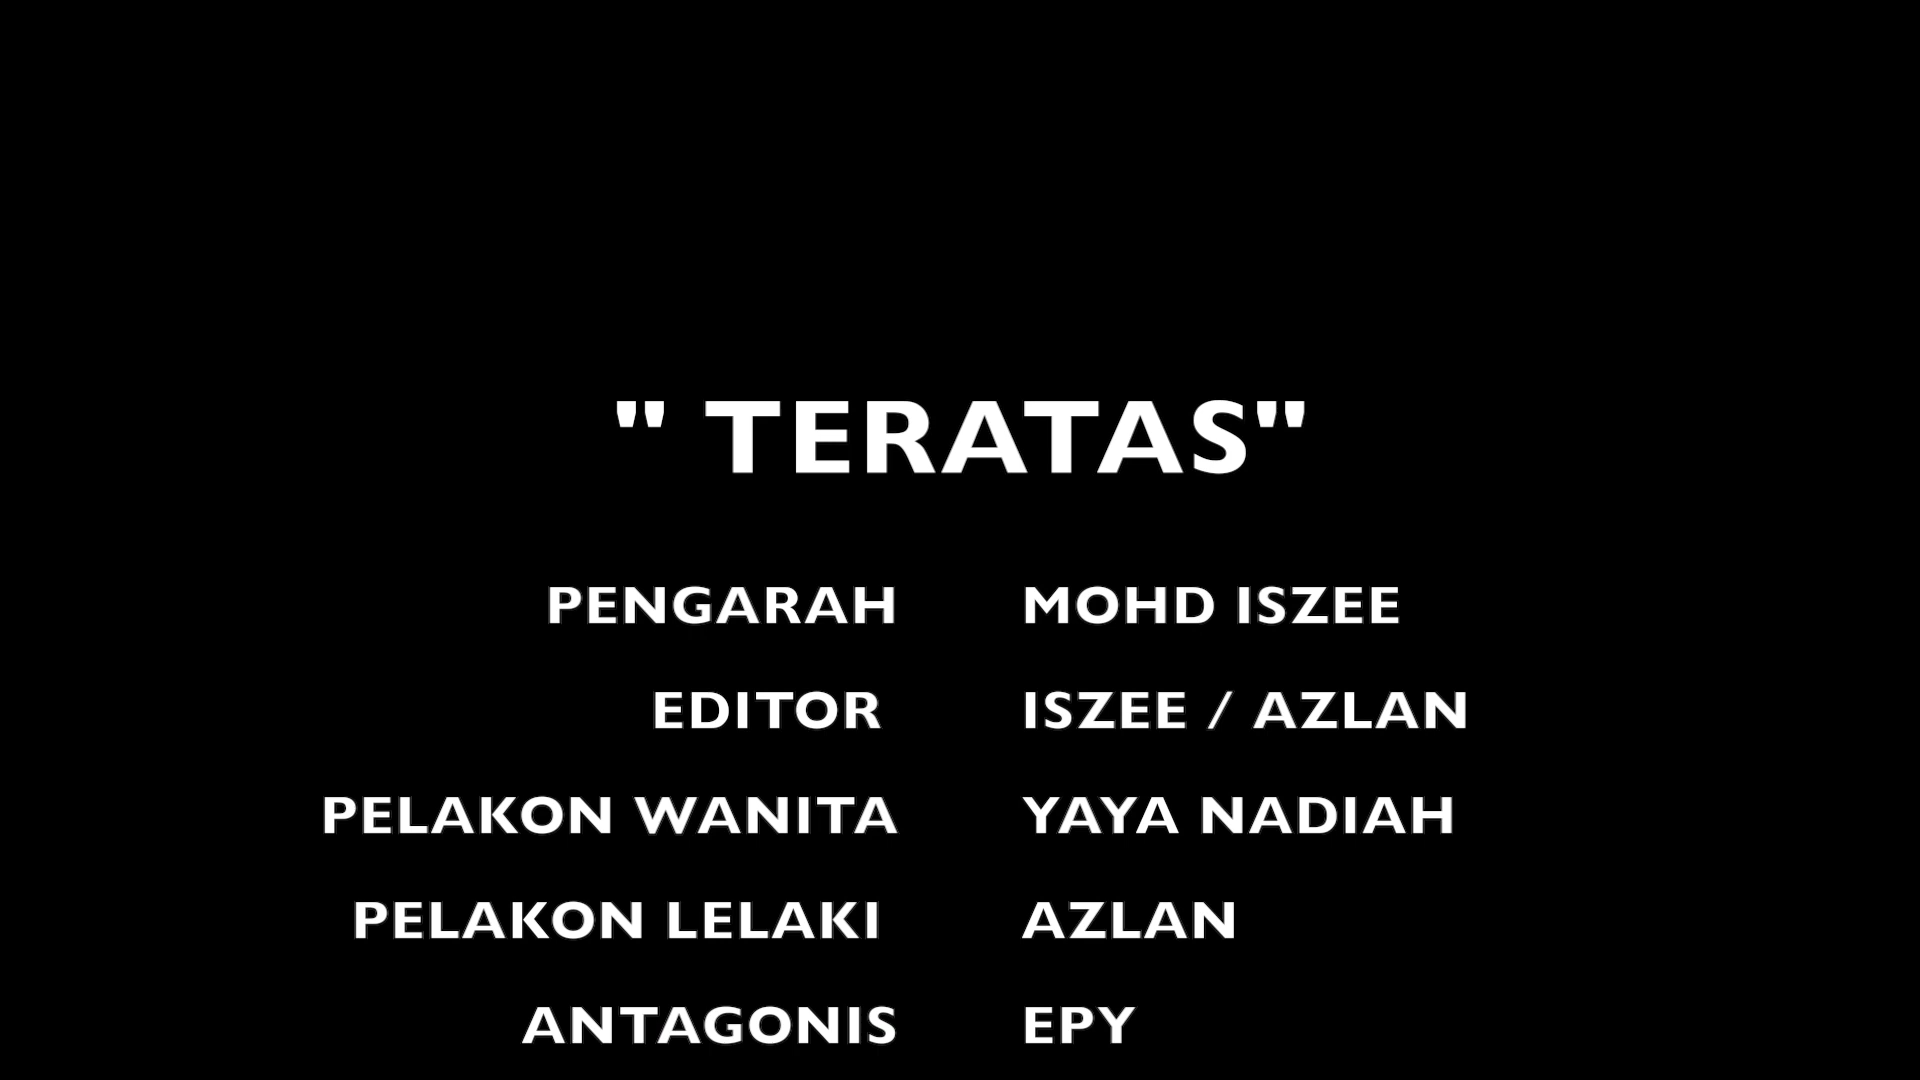 " TERATAS"
PENGARAH MOHD ISZEE
EDITOR ISZEE / AZLAN
PELAKON WANITA YAYA NADIAH
PELAKON LELAKI AZLAN
ANTAGONIS EPY